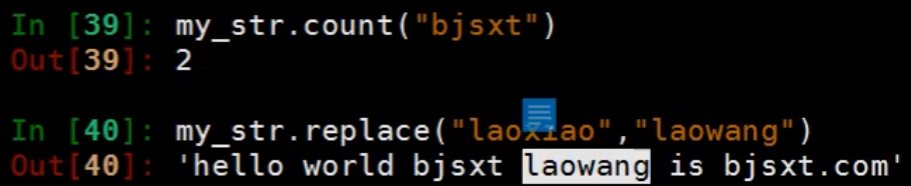 In [39]: my_str.count("bjsxt")
Out[39]: 2
In [40]: my_str.replace("laoxiao","laowang")
Out[40]: 'hello world bjsxt laowang is bjsxt.com'